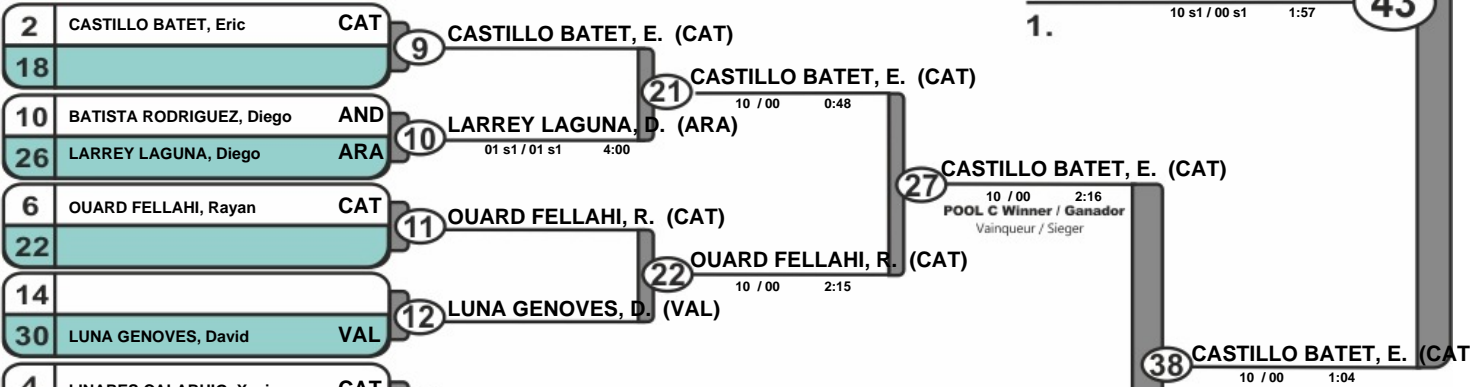 10 s1 / 00 s1 1:57
43
1.
2 CASTILLO BATET, Eric CAT
18
9 CASTILLO BATET, E. (CAT)
10 BATISTA RODRIGUEZ, Diego AND
26 LARREY LAGUNA, Diego ARA
10 LARREY LAGUNA, D. (ARA)
01 s1 / 01 s1 4:00
21 CASTILLO BATET, E. (CAT)
10 / 00 0:48
6 OUARD FELLAHI, Rayan CAT
22
11 OUARD FELLAHI, R. (CAT)
14
30 LUNA GENOVES, David VAL
12 LUNA GENOVES, D. (VAL)
22 OUARD FELLAHI, R. (CAT)
10 / 00 2:15
27 CASTILLO BATET, E. (CAT)
10 / 00 2:16
POOL C Winner / Ganador
Vainqueur / Sieger
38 CASTILLO BATET, E. (CAT
10 / 00 1:04
4 CAT